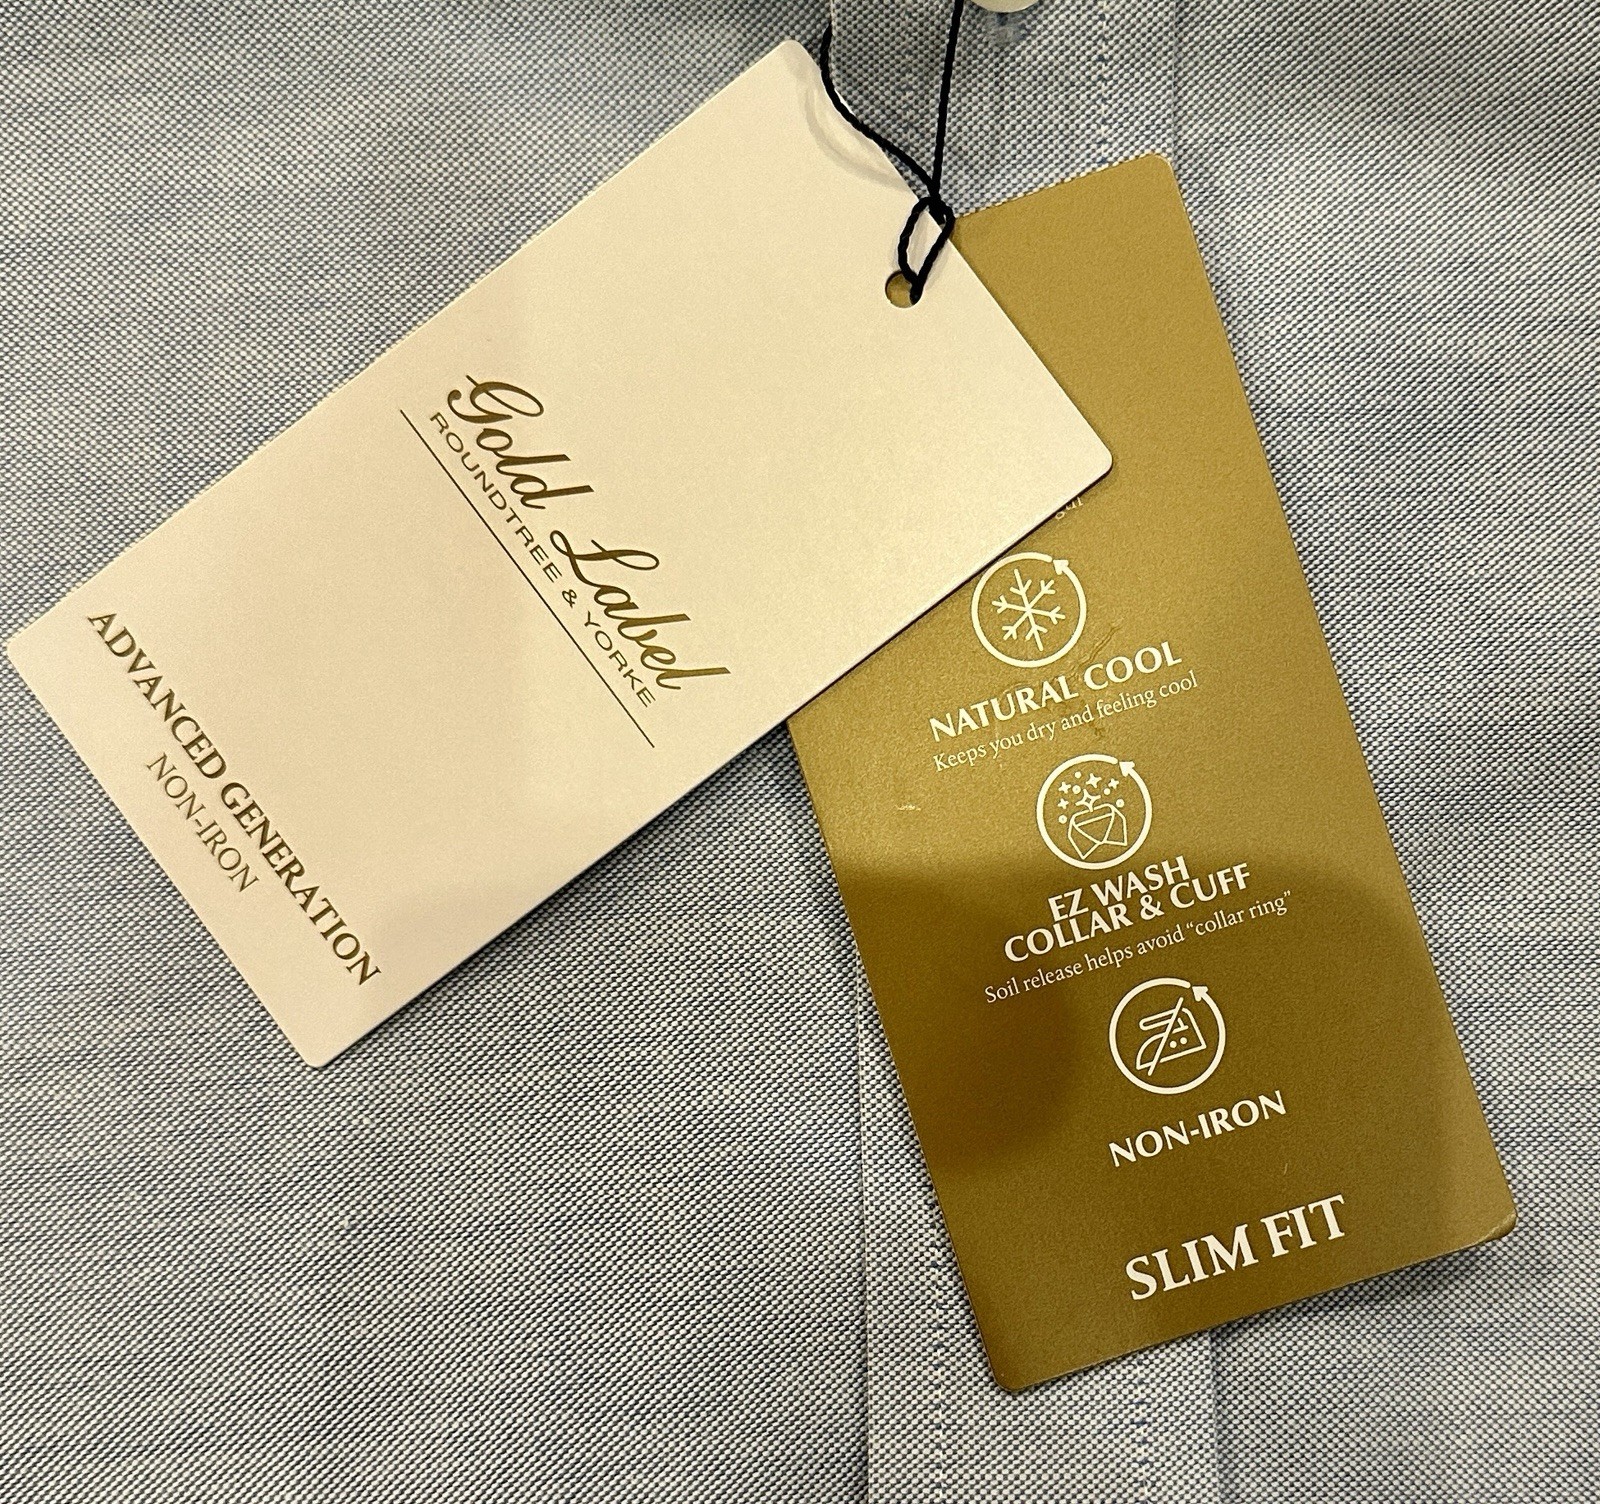 Gold Label
ROUNDTREE & YORKE
ADVANCED GENERATION
NON-IRON
NATURAL COOL
Keeps you dry and feeling cool
EZ WASH
COLLAR & CUFF
Soil release helps avoid “collar ring”
NON-IRON
SLIM FIT